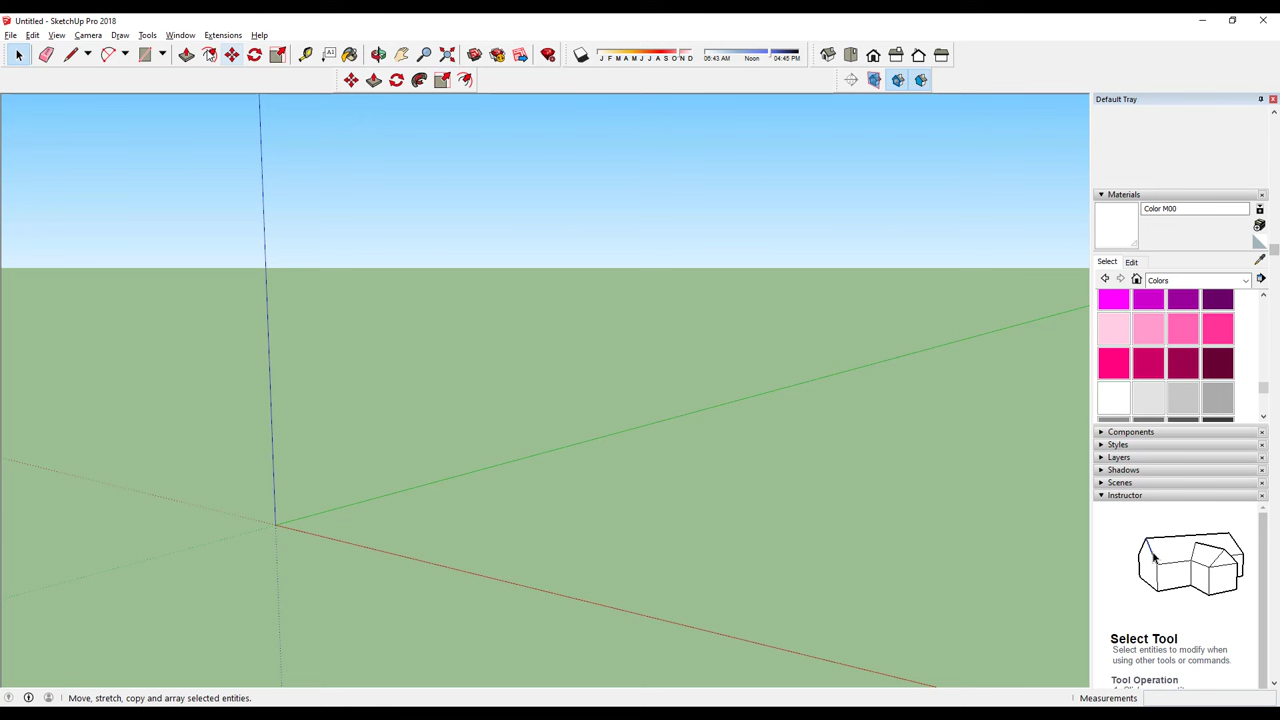 Untitled - SketchUp Pro 2018
File Edit View Camera Draw Tools Window Extensions Help
A1
J F M A M J J A S O N D 06:43 AM Noon 04:45 PM
Default Tray
Materials
Color M00
Select Edit
Colors
Components
Styles
Layers
Shadows
Scenes
Instructor
Select Tool
Select entities to modify when
using other tools or commands.
Tool Operation
Move, stretch, copy and array selected entities.
Measurements